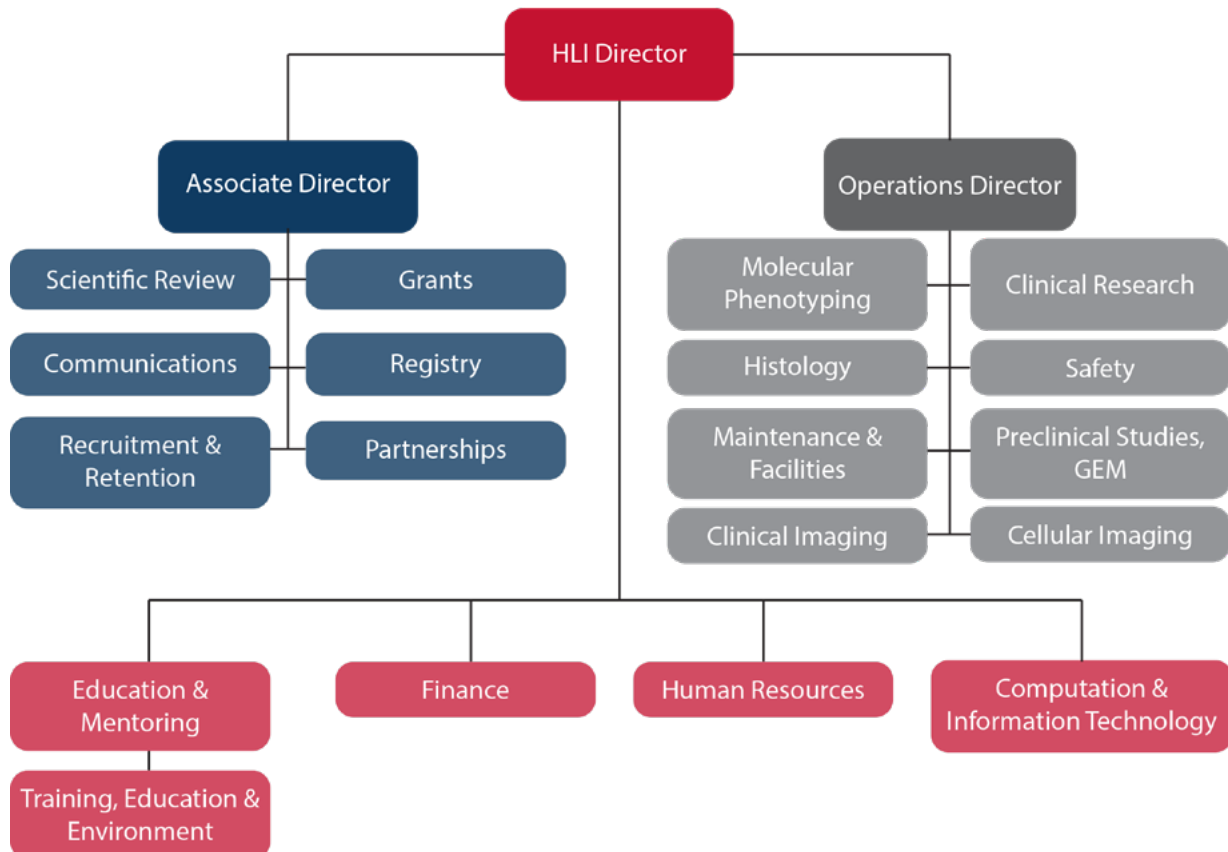 HLI Director
Associate Director
Operations Director
Scientific Review
Grants
Communications
Registry
Recruitment &
Retention
Partnerships
Molecular
Phenotyping
Clinical Research
Histology
Safety
Maintenance &
Facilities
Preclinical Studies,
GEM
Clinical Imaging
Cellular Imaging
Education &
Mentoring
Training, Education &
Environment
Finance
Human Resources
Computation &
Information Technology